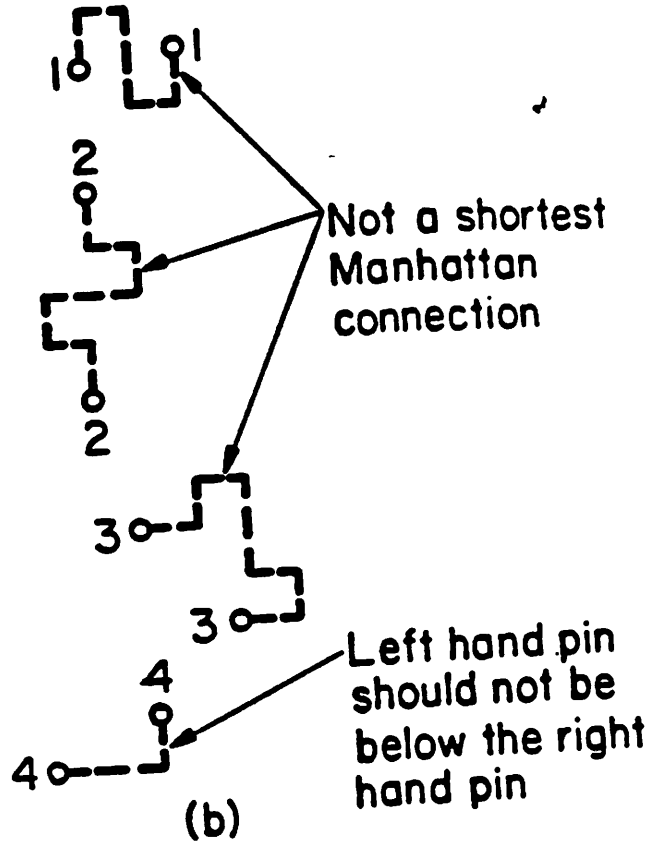 1 1
2
Not a shortest
Manhattan
connection
2
3
3
Left hand pin
should not be
below the right
hand pin
4
4
(b)